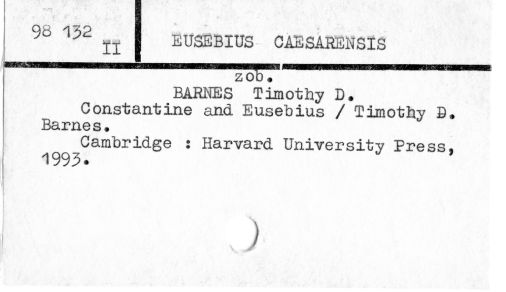 98 132
II
EUSEBIUS CAESARENSIS
zob.
BARNES Timothy D.
Constantine and Eusebius / Timothy D.
Barnes.
Cambridge : Harvard University Press,
1993.